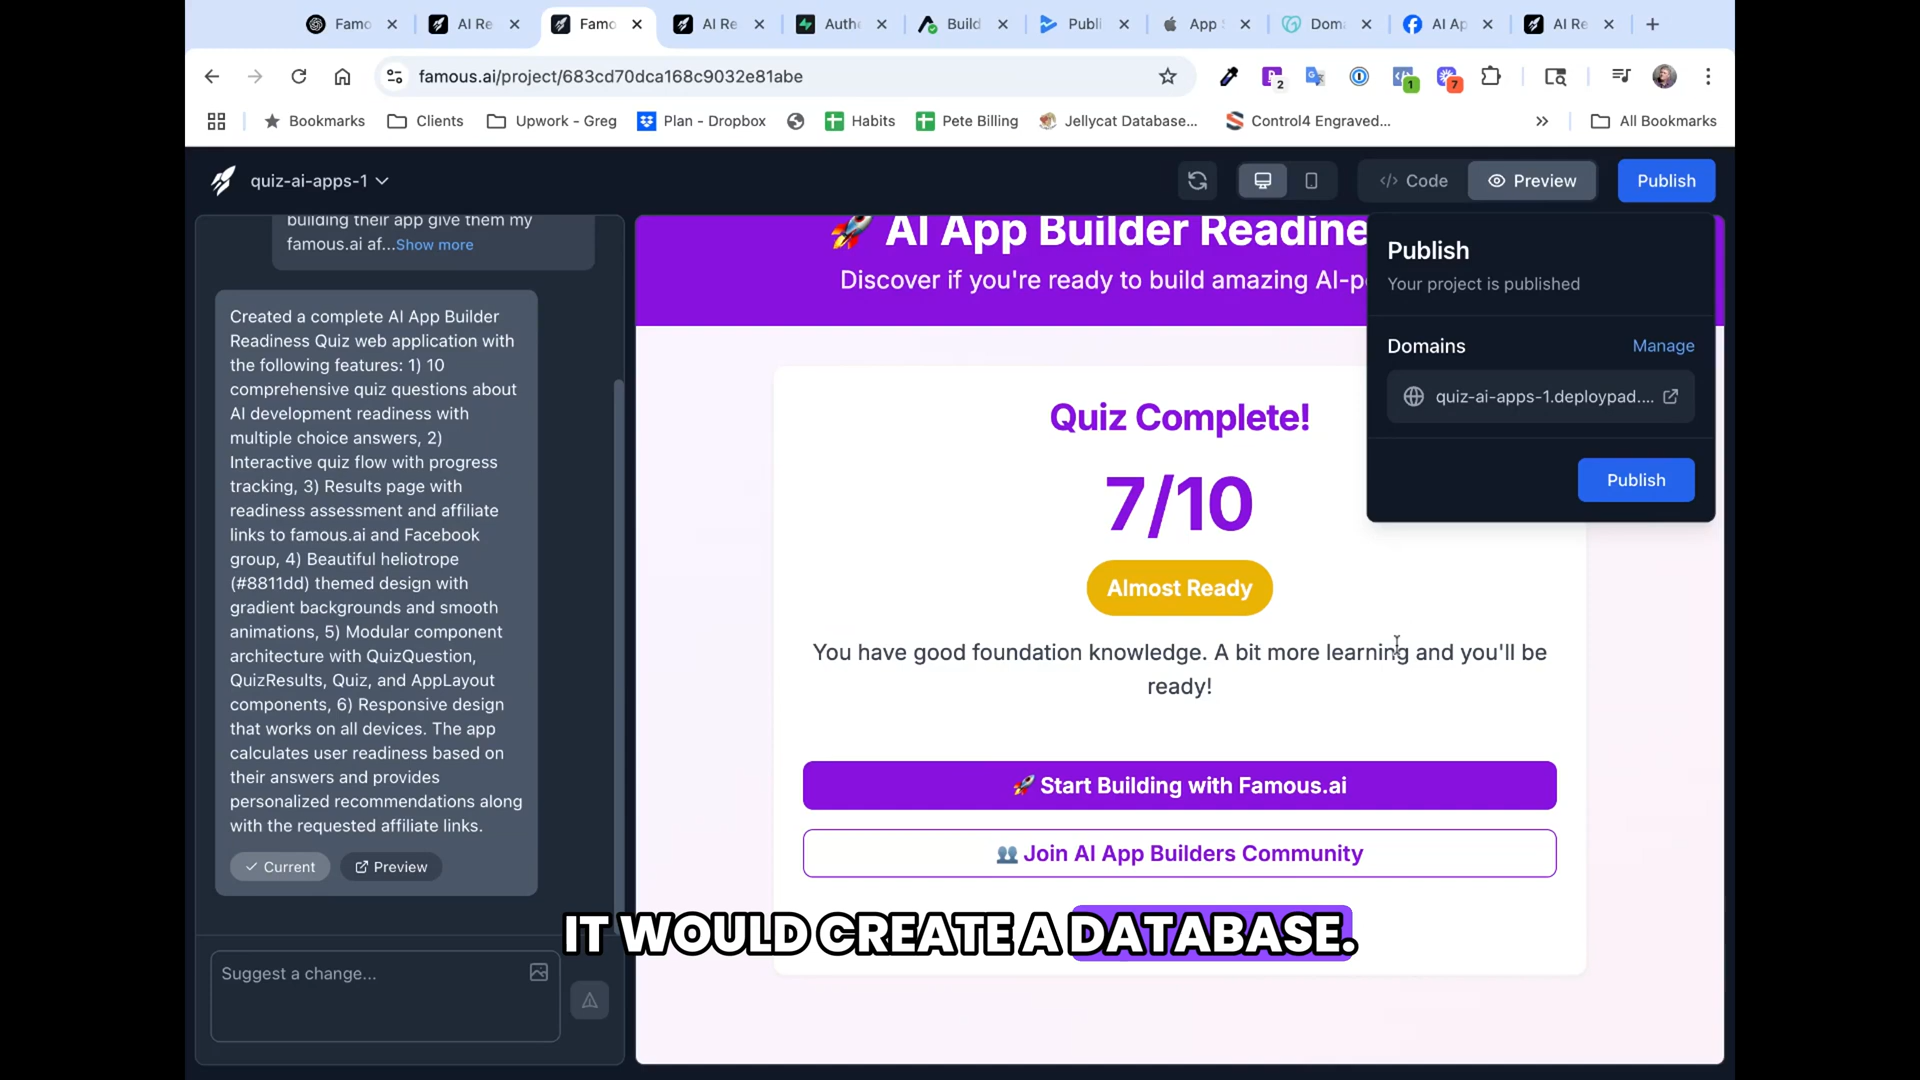 Famo
AI Re
Famo
AI Re
Authe
Build
Publi
App S
Doma
AI Ap
AI Re
famous.ai/project/683cd70dca168c9032e81abe
2
1
7
Bookmarks
Clients
Upwork - Greg
Plan - Dropbox
Habits
Pete Billing
Jellycat Database...
Control4 Engraved...
»
All Bookmarks
quiz-ai-apps-1
</> Code
Preview
Publish
building their app give them my
famous.ai af...Show more
Created a complete AI App Builder
Readiness Quiz web application with
the following features: 1) 10
comprehensive quiz questions about
AI development readiness with
multiple choice answers, 2)
Interactive quiz flow with progress
tracking, 3) Results page with
readiness assessment and affiliate
links to famous.ai and Facebook
group, 4) Beautiful heliotrope
(#8811dd) themed design with
gradient backgrounds and smooth
animations, 5) Modular component
architecture with QuizQuestion,
QuizResults, Quiz, and AppLayout
components, 6) Responsive design
that works on all devices. The app
calculates user readiness based on
their answers and provides
personalized recommendations along
with the requested affiliate links.
Current
Preview
Suggest a change...
🚀 AI App Builder Readine
Discover if you're ready to build amazing AI-p
Publish
Your project is published
Domains
Manage
quiz-ai-apps-1.deploypad....
Publish
Quiz Complete!
7/10
Almost Ready
You have good foundation knowledge. A bit more learning and you'll be
ready!
🚀 Start Building with Famous.ai
👥 Join AI App Builders Community
IT WOULD CREATE A DATABASE.